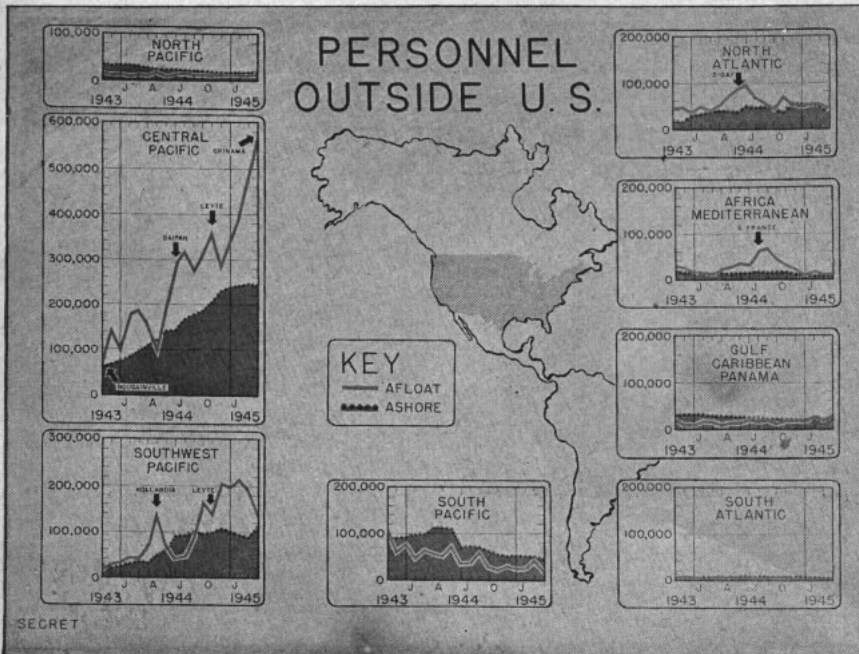 PERSONNEL
OUTSIDE U. S.
100,000
NORTH
PACIFIC
0
J A O J
1943 1944 1945
600,000
CENTRAL
PACIFIC
OKINAWA
500,000
400,000
LEYTE
SAIPAN
300,000
200,000
100,000
BOUGAINVILLE
0
J A J O J
1943 1944 1945
300,000
SOUTHWEST
PACIFIC
200,000
HOLLANDIA
LEYTE
100,000
0
J A J O J
1943 1944 1945
KEY
AFLOAT
ASHORE
200,000
SOUTH
PACIFIC
100,000
0
J A J O J
1943 1944 1945
200,000
NORTH
ATLANTIC
D-DAY
100,000
0
J A J O J
1943 1944 1945
200,000
AFRICA
MEDITERRANEAN
S. FRANCE
100,000
0
J A J O J
1943 1944 1945
200,000
GULF
CARIBBEAN
PANAMA
100,000
0
J A J O J
1943 1944 1945
200,000
SOUTH
ATLANTIC
100,000
0
J A J O J
1943 1944 1945
SECRET